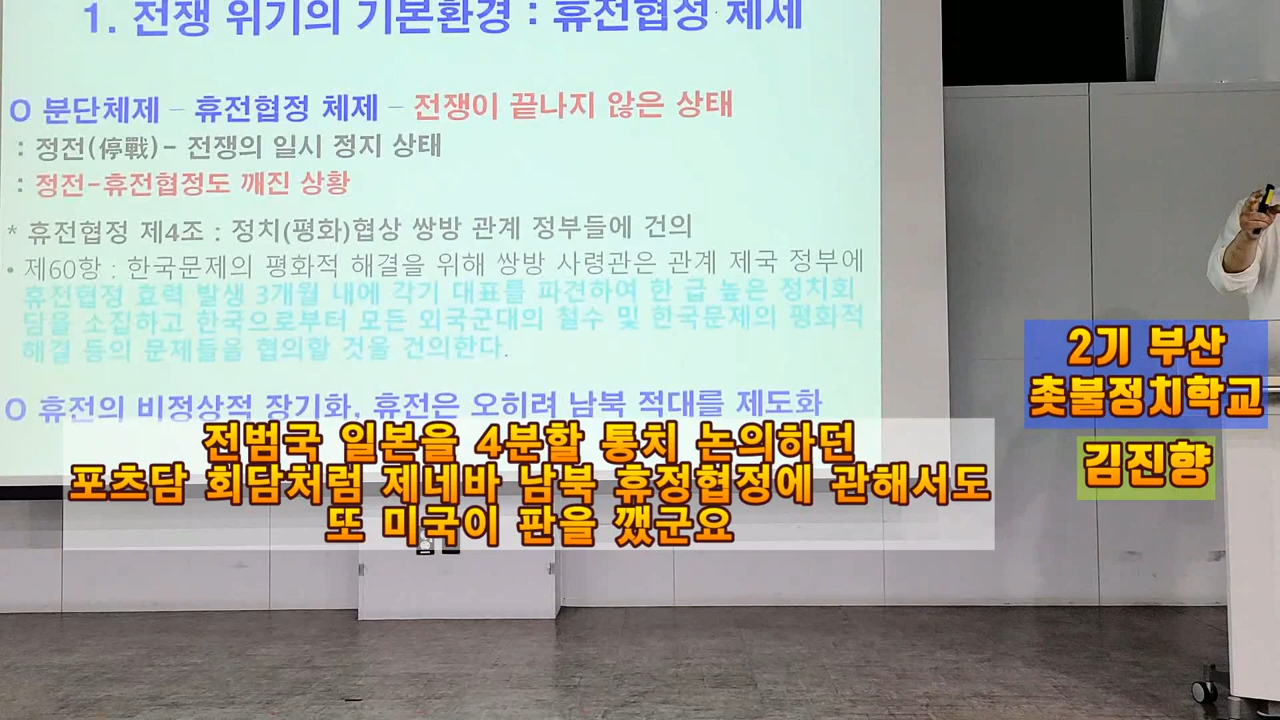 1. 전쟁 위기의 기본환경 : 휴전협정 체제
O 분단체제 – 휴전협정 체제 – 전쟁이 끝나지 않은 상태
: 정전(停戰)- 전쟁의 일시 정지 상태
: 정전-휴전협정도 깨진 상황
* 휴전협정 제4조 : 정치(평화)협상 쌍방 관계 정부들에 건의
• 제60항 : 한국문제의 평화적 해결을 위해 쌍방 사령관은 관계 제국 정부에
휴전협정 효력 발생 3개월 내에 각기 대표를 파견하여 한 급 높은 정치회
담을 소집하고 한국으로부터 모든 외국군대의 철수 및 한국문제의 평화적
해결 등의 문제들을 협의할 것을 건의한다.
O 휴전의 비정상적 장기화, 휴전은 오히려 남북 적대를 제도화
전범국 일본을 4분할 통치 논의하던
포츠담 회담처럼 제네바 남북 휴정협정에 관해서도
또 미국이 판을 깼군요
2기 부산
촛불정치학교
김진향